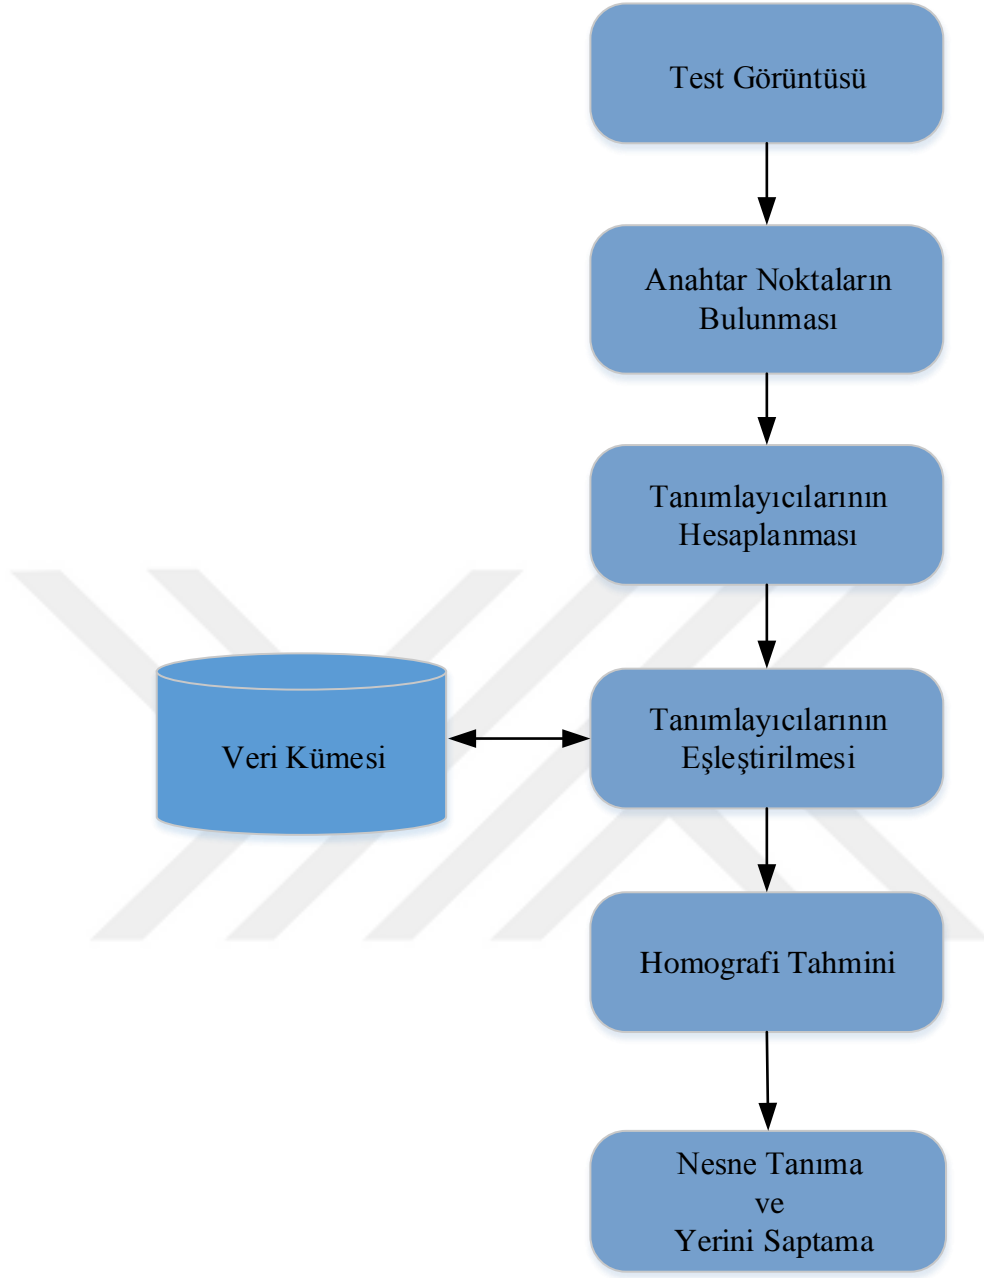 Test Görüntüsü
Anahtar Noktaların
Bulunması
Tanımlayıcılarının
Hesaplanması
Veri Kümesi
Tanımlayıcılarının
Eşleştirilmesi
Homografi Tahmini
Nesne Tanıma
ve
Yerini Saptama